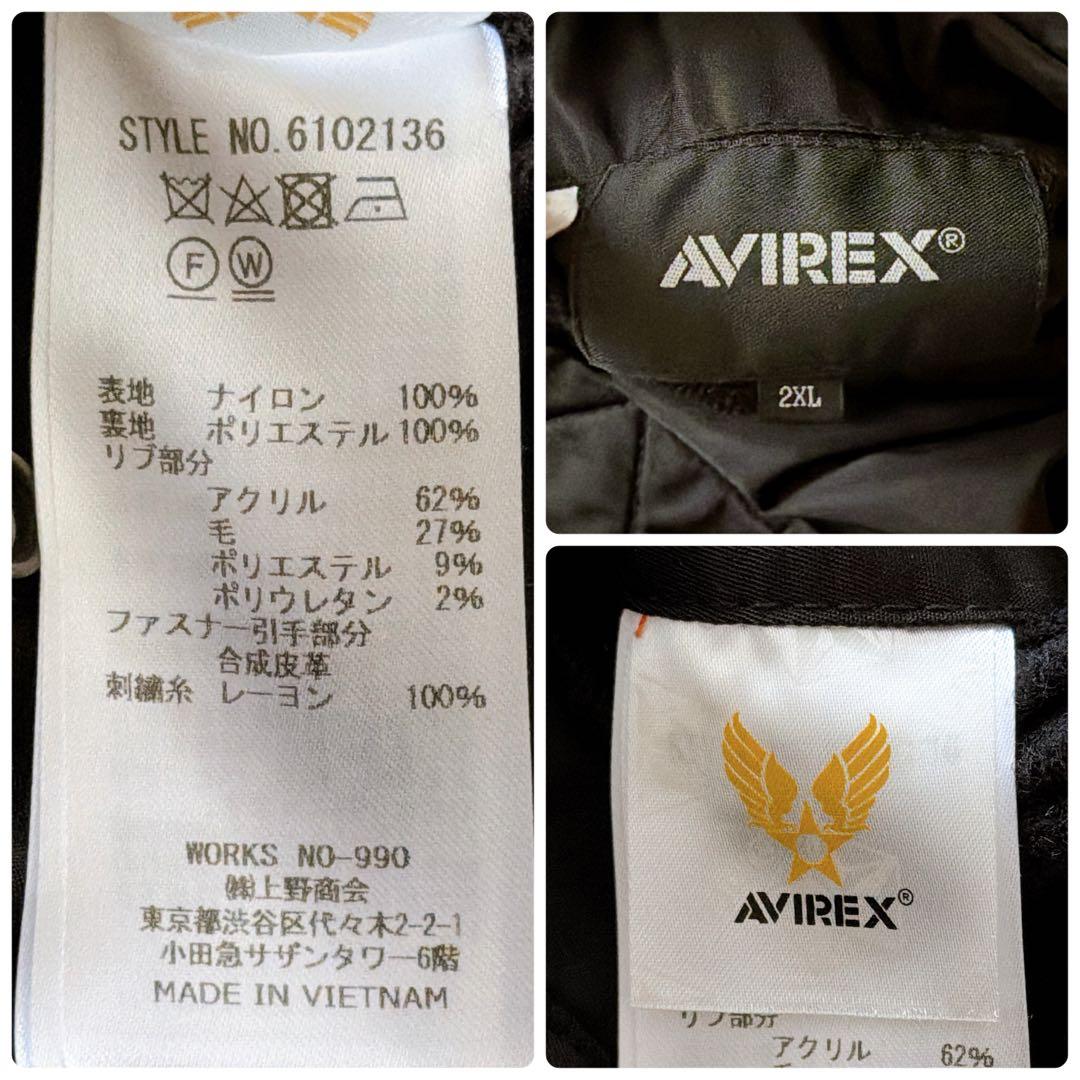 STYLE NO.6102136
F W
表地 ナイロン 100%
裏地 ポリエステル 100%
リブ部分
アクリル 62%
毛 27%
ポリエステル 9%
ポリウレタン 2%
ファスナー引手部分
合成皮革
刺繍糸 レーヨン 100%
WORKS NO-990
㈱上野商会
東京都渋谷区代々木2-2-1
小田急サザンタワー6階
MADE IN VIETNAM
AVIREX®
2XL
AVIREX®
リブ部分
アクリル 62%